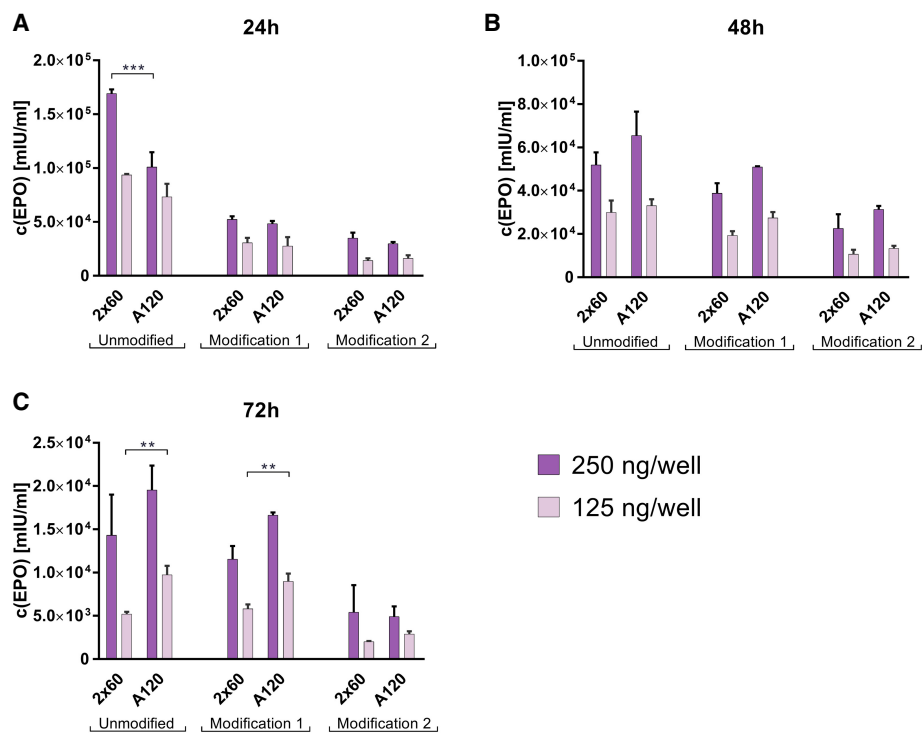 A
24h
c(EPO) [mIU/ml]
2.0×10⁵
1.5×10⁵
1.0×10⁵
5.0×10⁴
0
***
2x60 A120 2x60 A120 2x60 A120
Unmodified Modification 1 Modification 2
B
48h
c(EPO) [mIU/ml]
1.0×10⁵
8.0×10⁴
6.0×10⁴
4.0×10⁴
2.0×10⁴
0
2x60 A120 2x60 A120 2x60 A120
Unmodified Modification 1 Modification 2
C
72h
c(EPO) [mIU/ml]
2.5×10⁴
2.0×10⁴
1.5×10⁴
1.0×10⁴
5.0×10³
0
** **
2x60 A120 2x60 A120 2x60 A120
Unmodified Modification 1 Modification 2
250 ng/well
125 ng/well